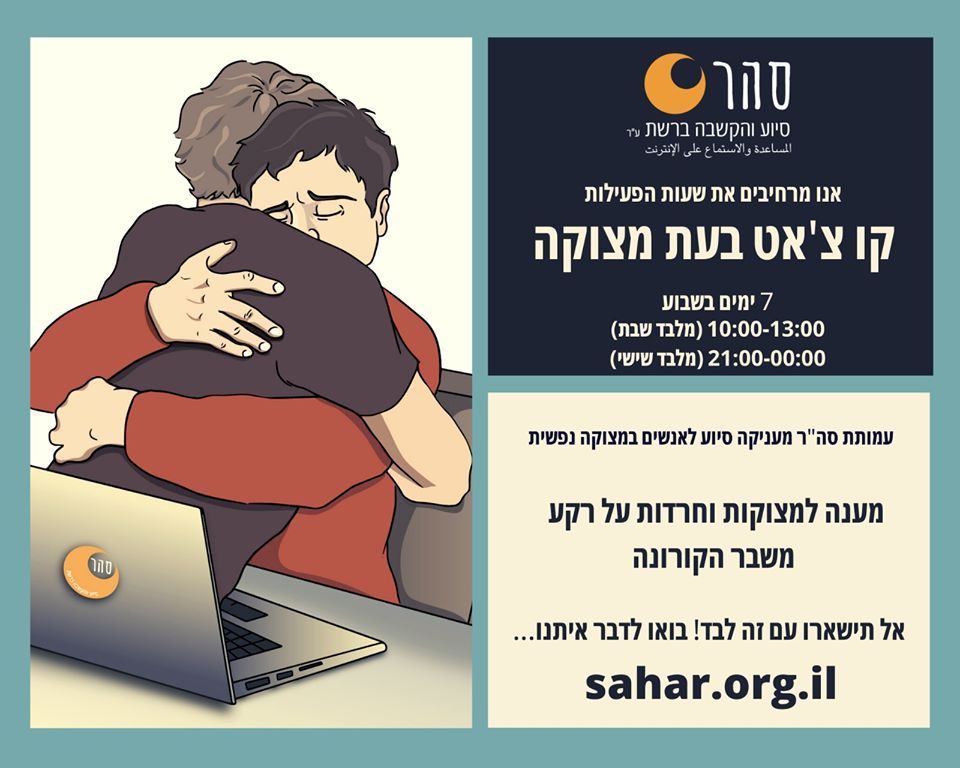 סהר
סיוע והקשבה ברשת ע"ר
المساعدة والاستماع على الإنترنت
אנו מרחיבים את שעות הפעילות
קו צ'אט בעת מצוקה
7 ימים בשבוע
10:00-13:00 (מלבד שבת)
21:00-00:00 (מלבד שישי)
עמותת סה"ר מעניקה סיוע לאנשים במצוקה נפשית
מענה למצוקות וחרדות על רקע
משבר הקורונה
אל תישארו עם זה לבד! בואו לדבר איתנו...
sahar.org.il
סהר